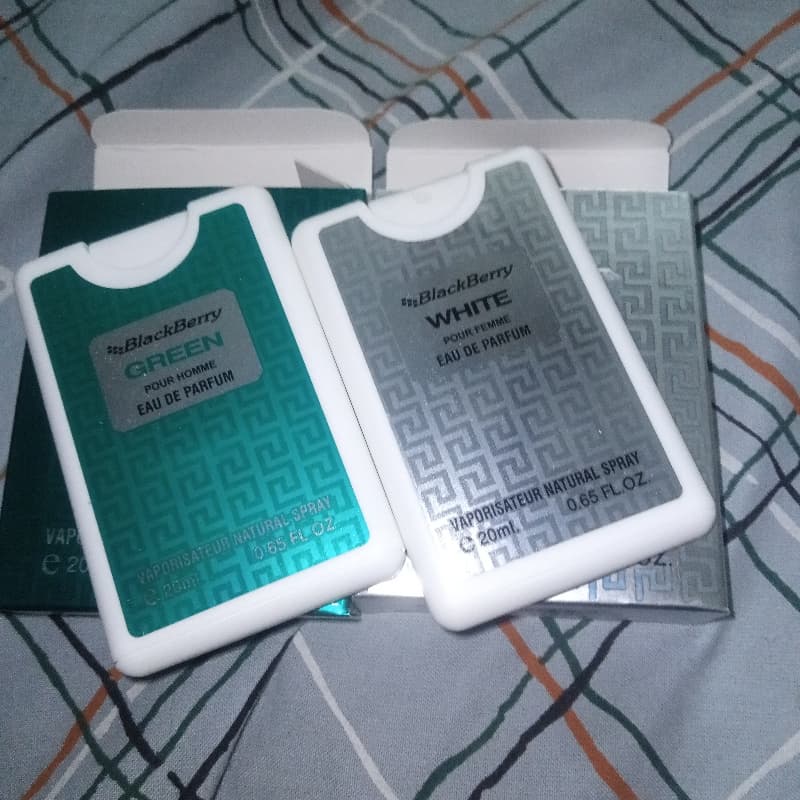 BlackBerry
GREEN
POUR HOMME
EAU DE PARFUM
VAPORISATEUR NATURAL SPRAY
0.65 FL.OZ.
℮ 20ml.
BlackBerry
WHITE
POUR FEMME
EAU DE PARFUM
VAPORISATEUR NATURAL SPRAY
0.65 FL.OZ.
℮ 20ml.